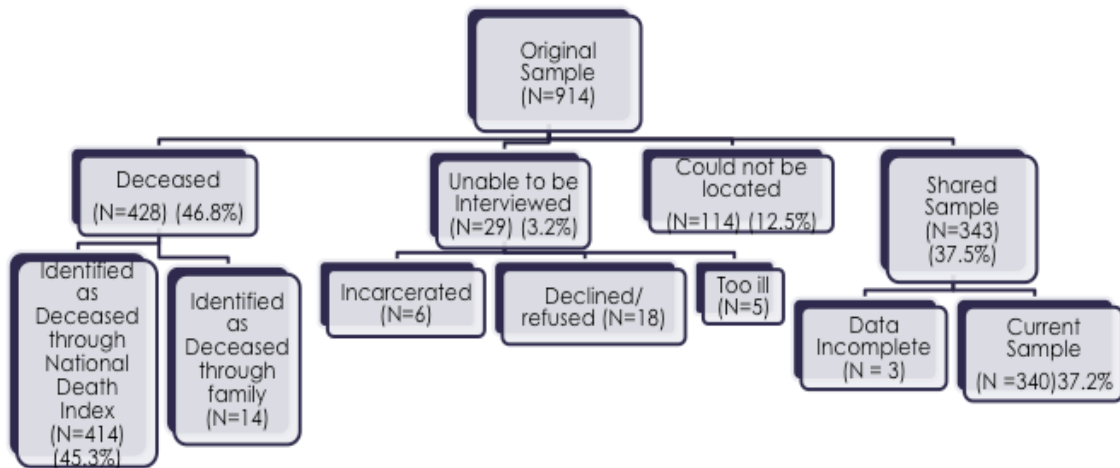 Original
Sample
(N=914)
Deceased
(N=428) (46.8%)
Unable to be
Interviewed
(N=29) (3.2%)
Could not be
located
(N=114) (12.5%)
Shared
Sample
(N=343)
(37.5%)
Identified
as
Deceased
through
National
Death
Index
(N=414)
(45.3%)
Identified
as
Deceased
through
family
(N=14)
Incarcerated
(N=6)
Declined/
refused (N=18)
Too ill
(N=5)
Data
Incomplete
(N = 3)
Current
Sample
(N =340)37.2%